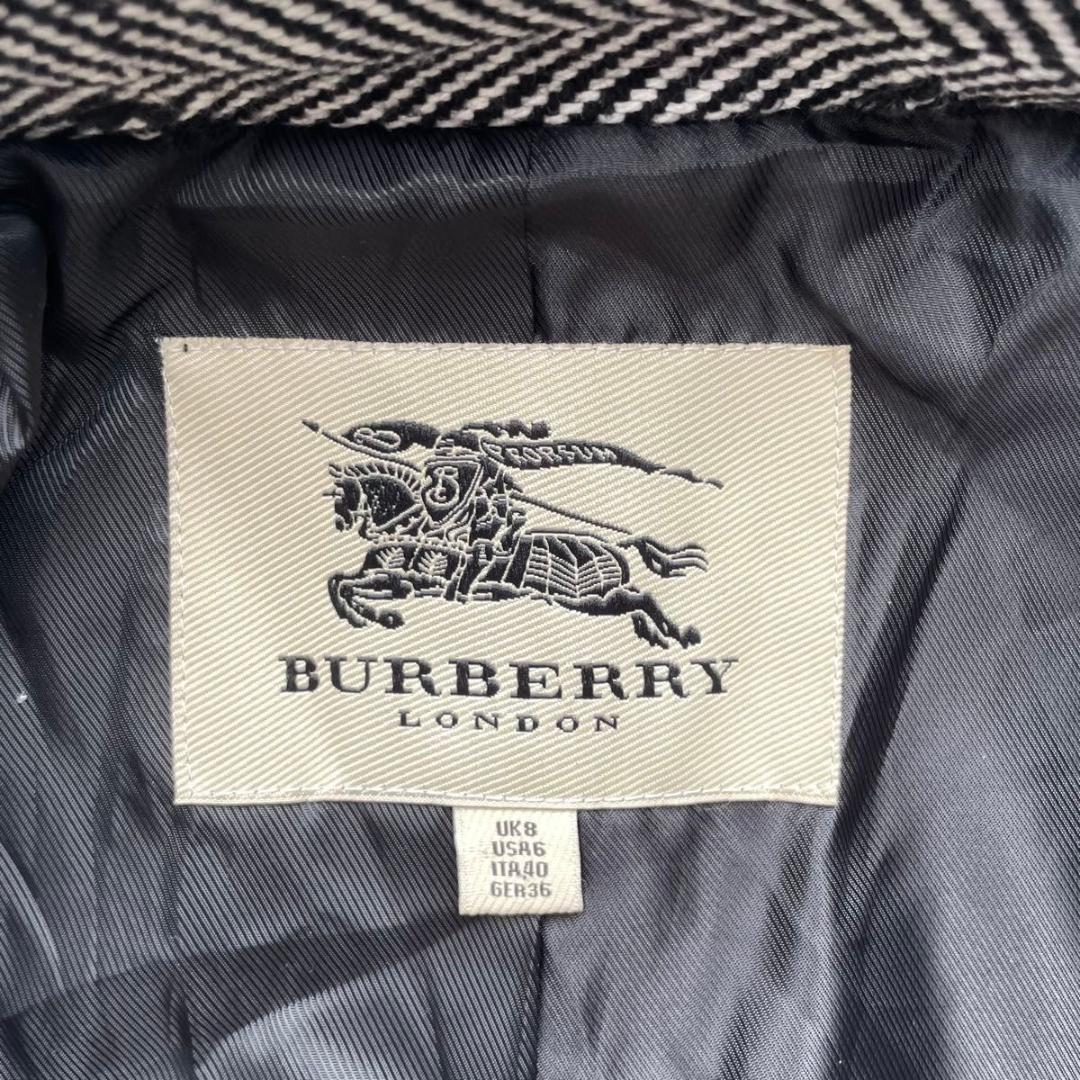 B
PRORSUM
B
BURBERRY
LONDON
UK8
USA6
ITA40
GER36